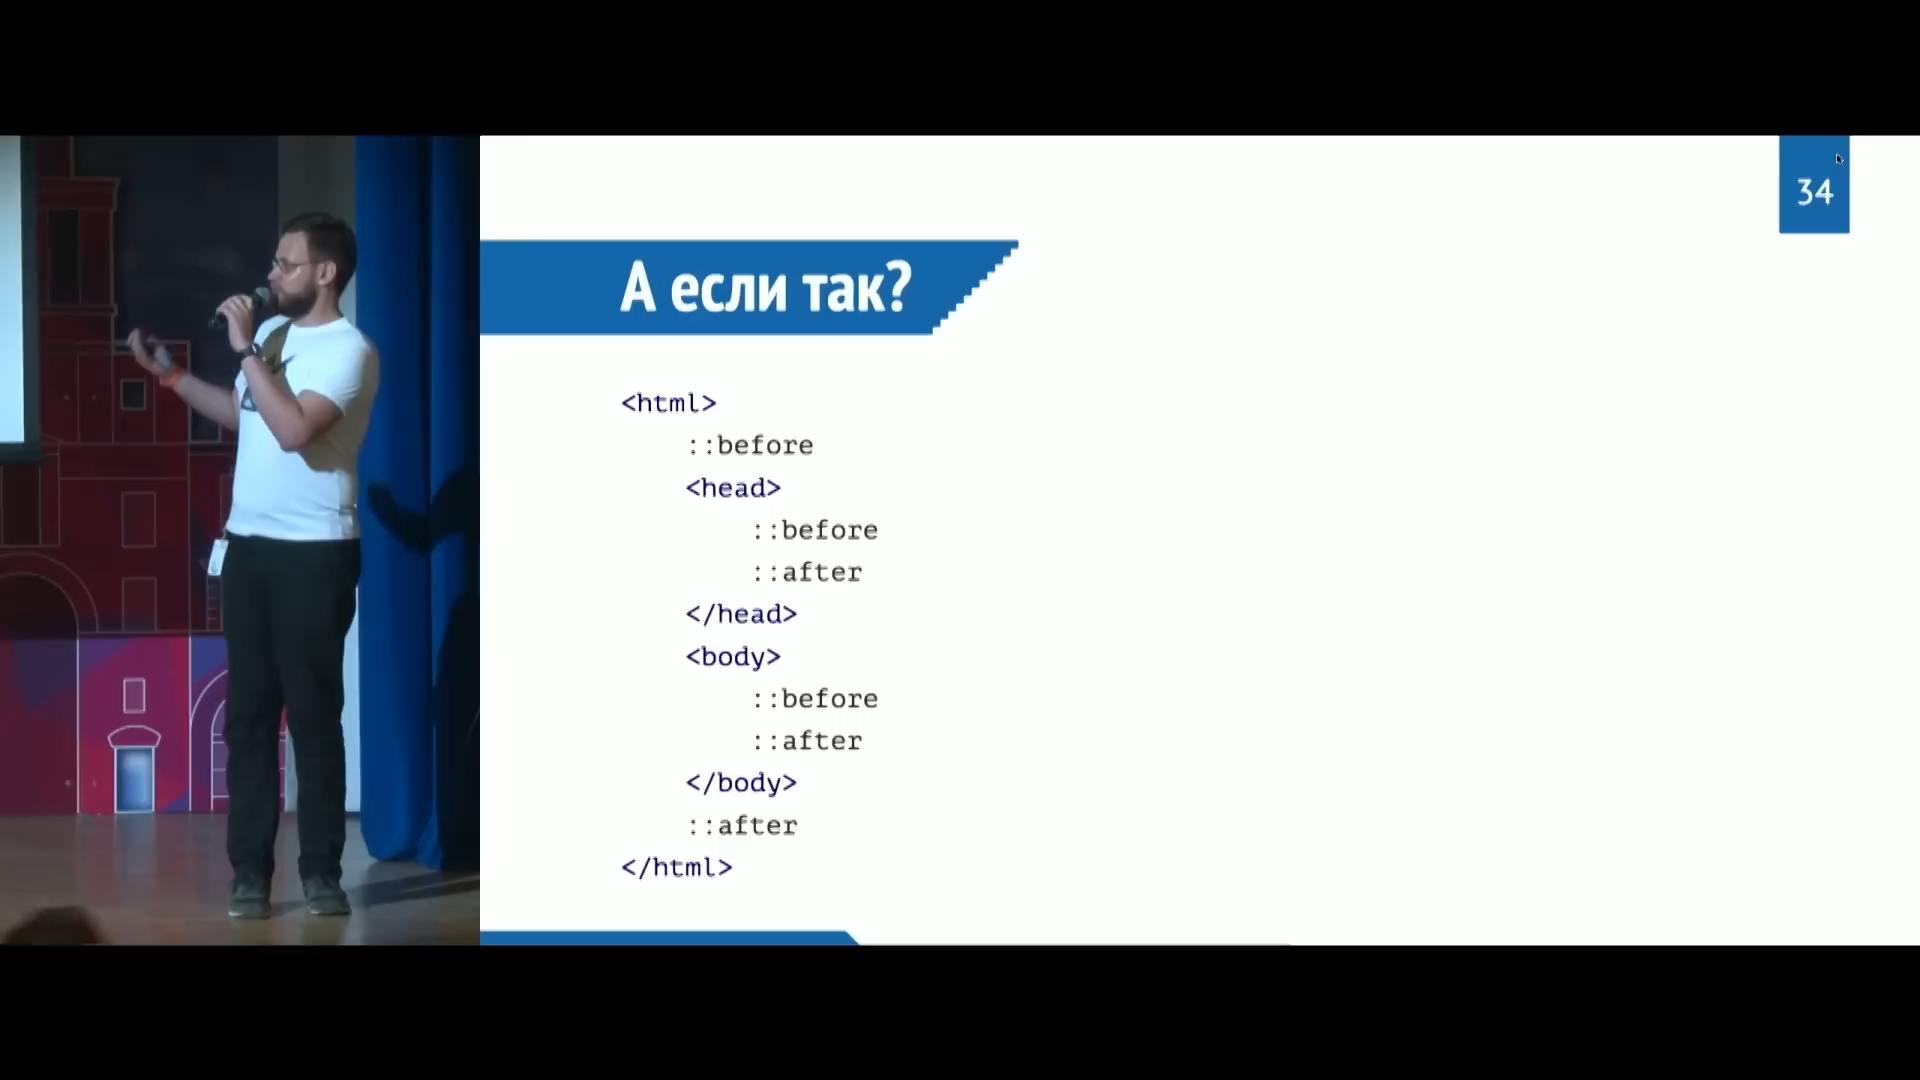 34
А если так?
<html>
::before
<head>
::before
::after
</head>
<body>
::before
::after
</body>
::after
</html>